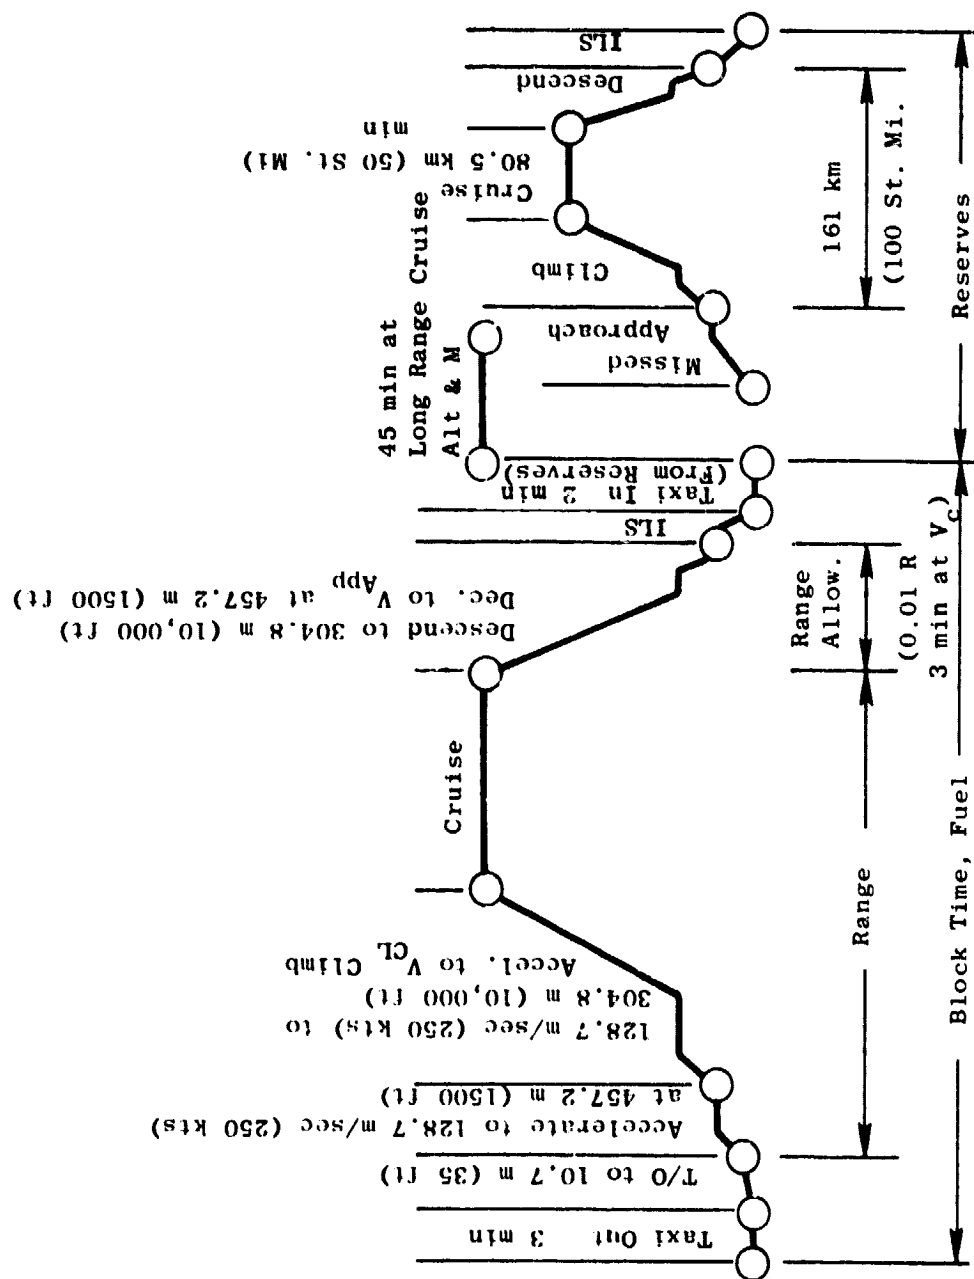 Taxi Out 3 min
T/O to 10.7 m (35 ft)
Accelerate to 128.7 m/sec (250 kts)
at 457.2 m (1500 ft)
128.7 m/sec (250 kts) to
304.8 m (10,000 ft)
Accel. to VCL Climb
Cruise
Descend to 304.8 m (10,000 ft)
Dec. to VApp at 457.2 m (1500 ft)
ILS
Taxi In 2 min
(From Reserves)
45 min at
Long Range Cruise
Alt & M
Missed
Approach
Climb
Cruise
80.5 km (50 St. Mi)
min
Descend
ILS
Range
Range
Allow.
(0.01 R
3 min at Vc)
161 km
(100 St. Mi.
Block Time, Fuel
Reserves